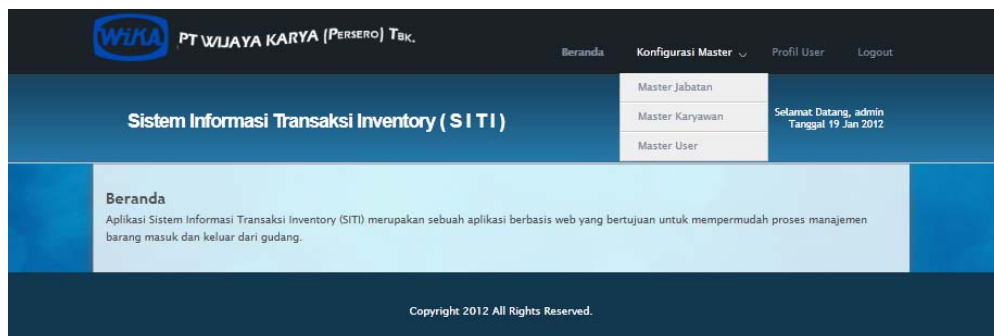 WIKA PT WIJAYA KARYA (PERSERO) TBK.
Beranda Konfigurasi Master Profil User Logout
Master Jabatan
Master Karyawan
Master User
Sistem Informasi Transaksi Inventory ( S I T I )
Selamat Datang, admin
Tanggal 19 Jan 2012
Beranda
Aplikasi Sistem Informasi Transaksi Inventory (SITI) merupakan sebuah aplikasi berbasis web yang bertujuan untuk mempermudah proses manajemen
barang masuk dan keluar dari gudang.
Copyright 2012 All Rights Reserved.